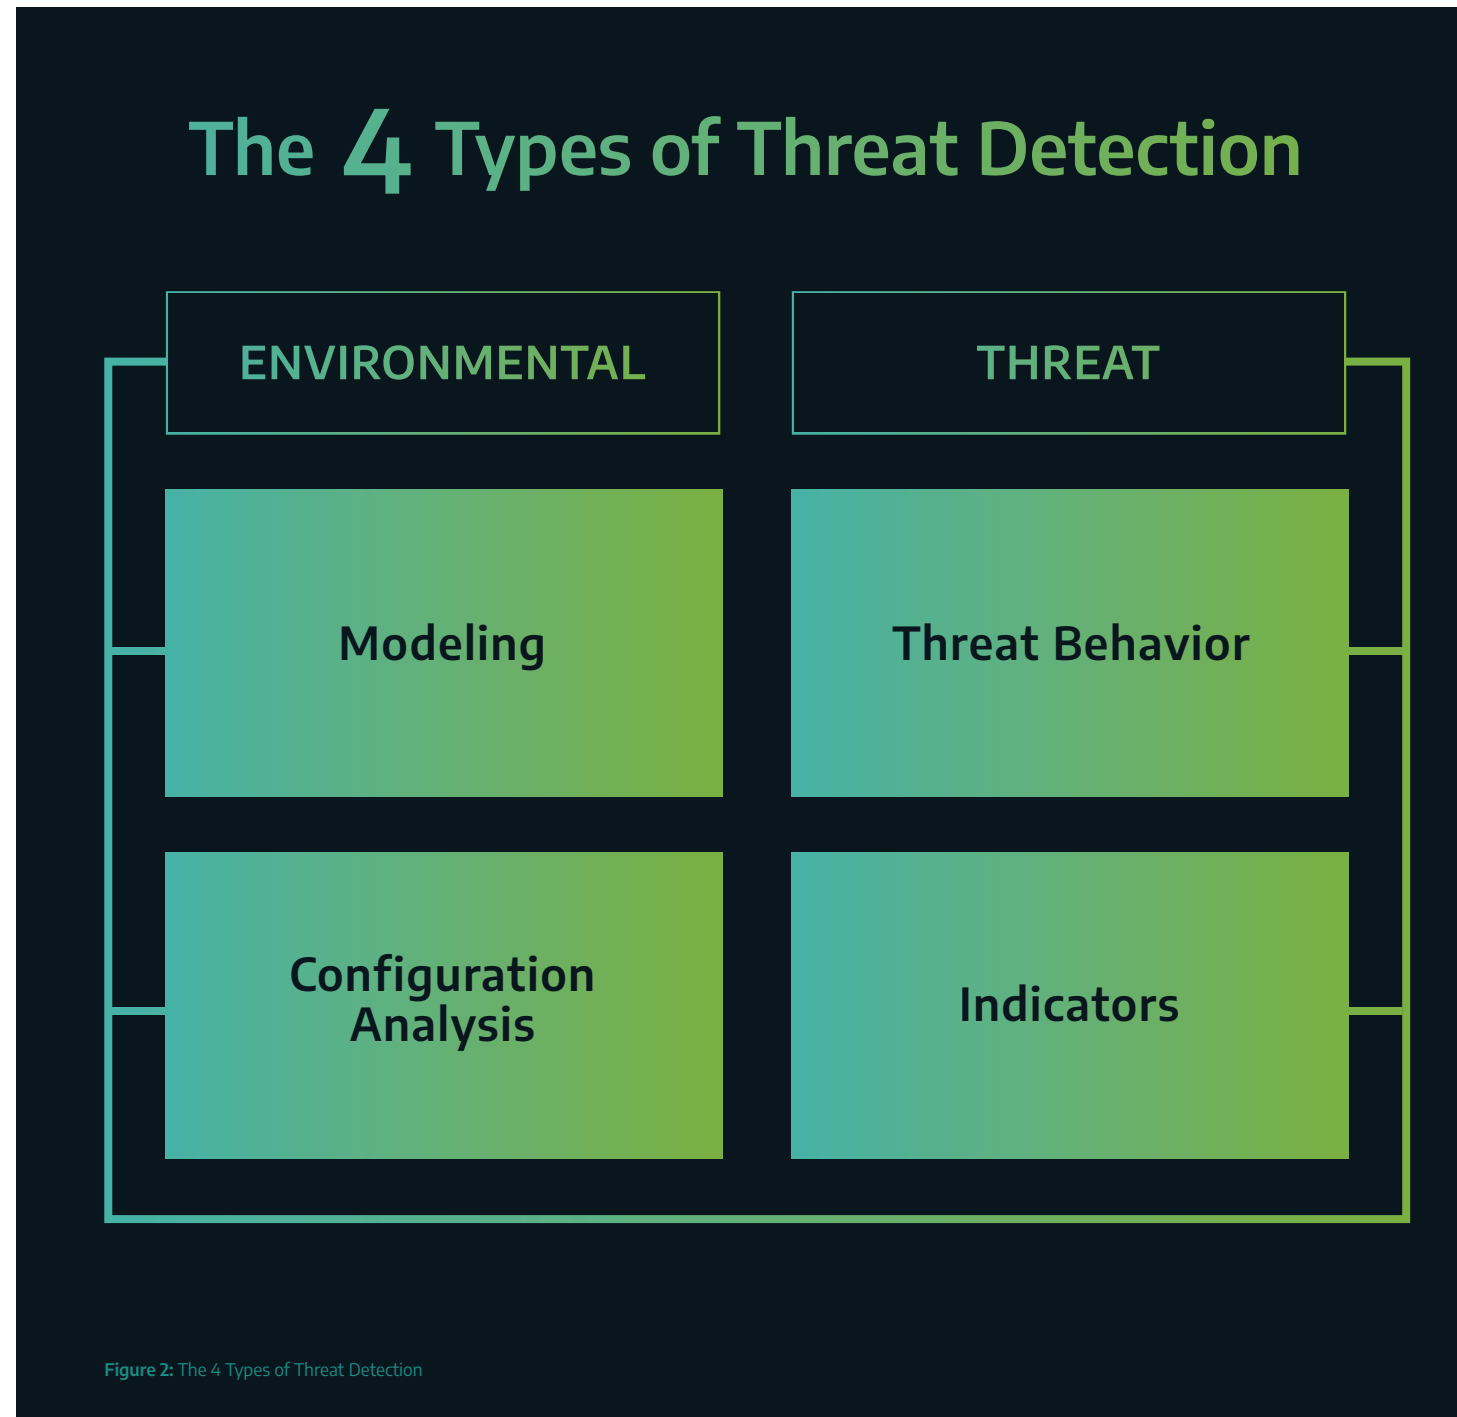 The 4 Types of Threat Detection
ENVIRONMENTAL
THREAT
Modeling
Threat Behavior
Configuration
Analysis
Indicators
Figure 2: The 4 Types of Threat Detection